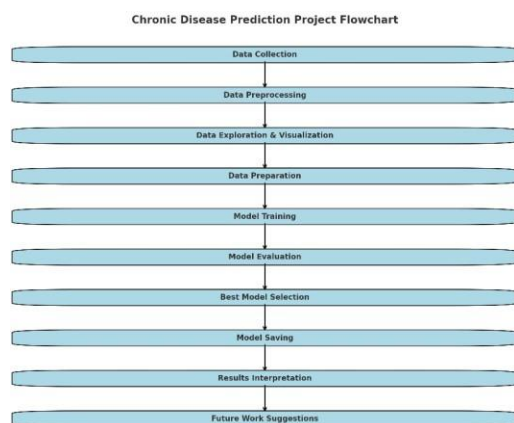 Chronic Disease Prediction Project Flowchart
Data Collection
Data Preprocessing
Data Exploration & Visualization
Data Preparation
Model Training
Model Evaluation
Best Model Selection
Model Saving
Results Interpretation
Future Work Suggestions